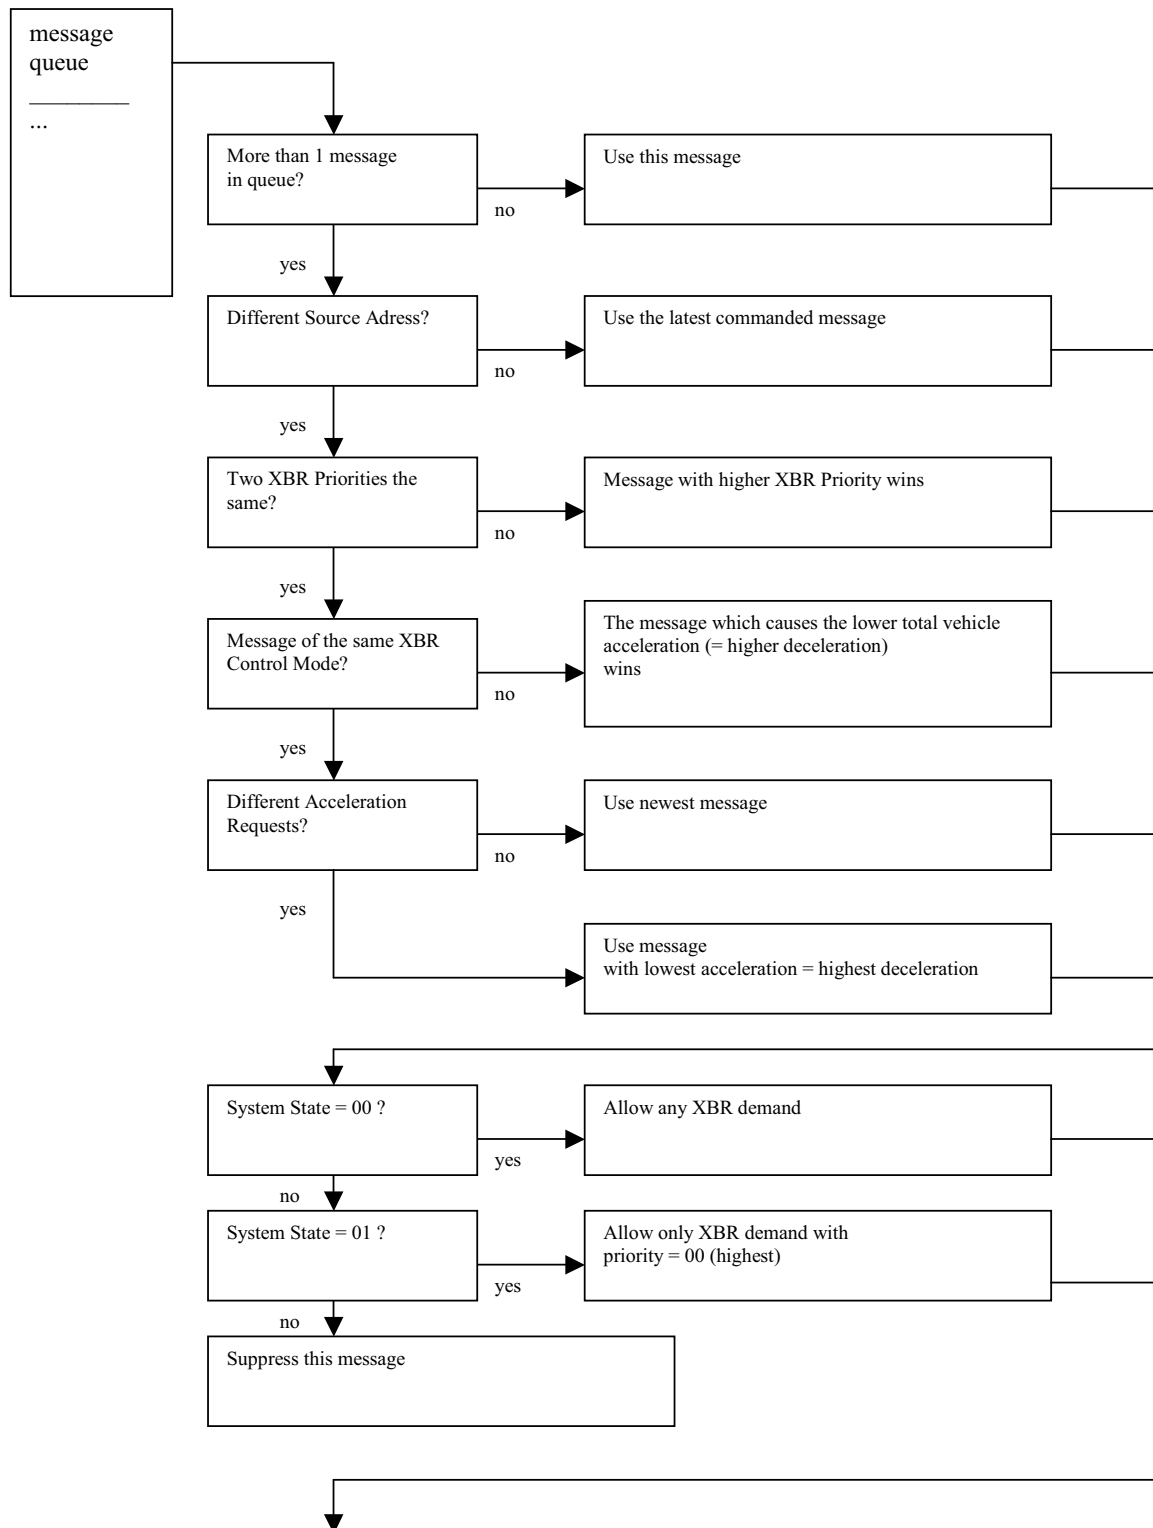 message
queue
________
...
More than 1 message
in queue?
Use this message
no
yes
Different Source Adress?
Use the latest commanded message
no
yes
Two XBR Priorities the
same?
Message with higher XBR Priority wins
no
yes
Message of the same XBR
Control Mode?
The message which causes the lower total vehicle
acceleration (= higher deceleration)
wins
no
yes
Different Acceleration
Requests?
Use newest message
no
yes
Use message
with lowest acceleration = highest deceleration
System State = 00 ?
Allow any XBR demand
yes
no
System State = 01 ?
Allow only XBR demand with
priority = 00 (highest)
yes
no
Suppress this message